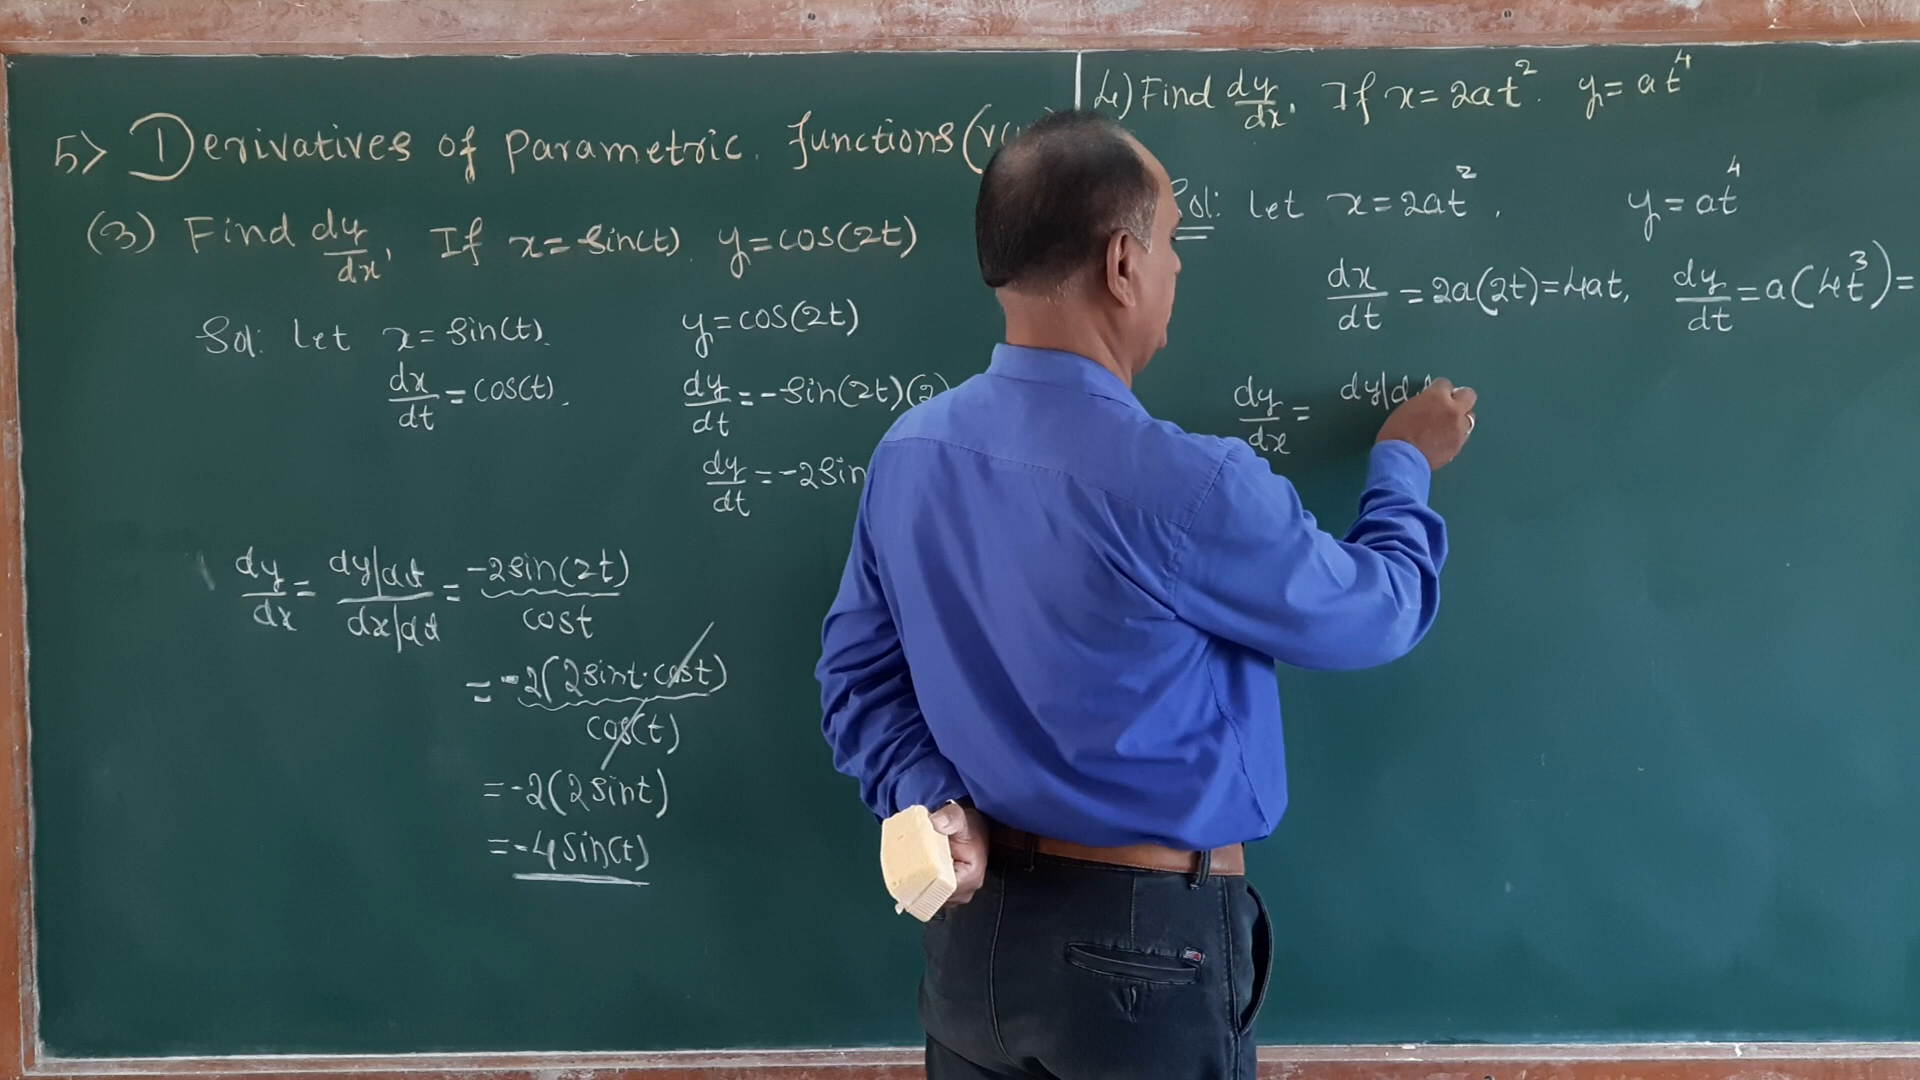 5> Derivatives of parametric functions
(3) Find dy/dx, If x=sin(t) y=cos(2t)
Sol: Let x=sin(t). y=cos(2t)
dx/dt = cos(t). dy/dt = -sin(2t)(2)
dy/dt = -2sin
dy/dx = dy/dt / dx/dt = -2sin(2t) / cost
= -2(2sint·cost) / cos(t)
= -2(2sint)
= -4sin(t)
4) Find dy/dx, If x=2at². y=at⁴
Sol: Let x=2at², y=at⁴
dx/dt = 2a(2t)=4at, dy/dt = a(4t³)=
dy/dx = dy/